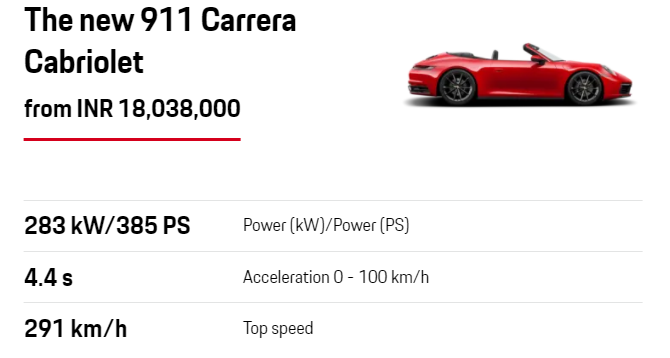 The new 911 Carrera
Cabriolet
from INR 18,038,000
283 kW/385 PS Power (kW)/Power (PS)
4.4 s Acceleration 0 - 100 km/h
291 km/h Top speed